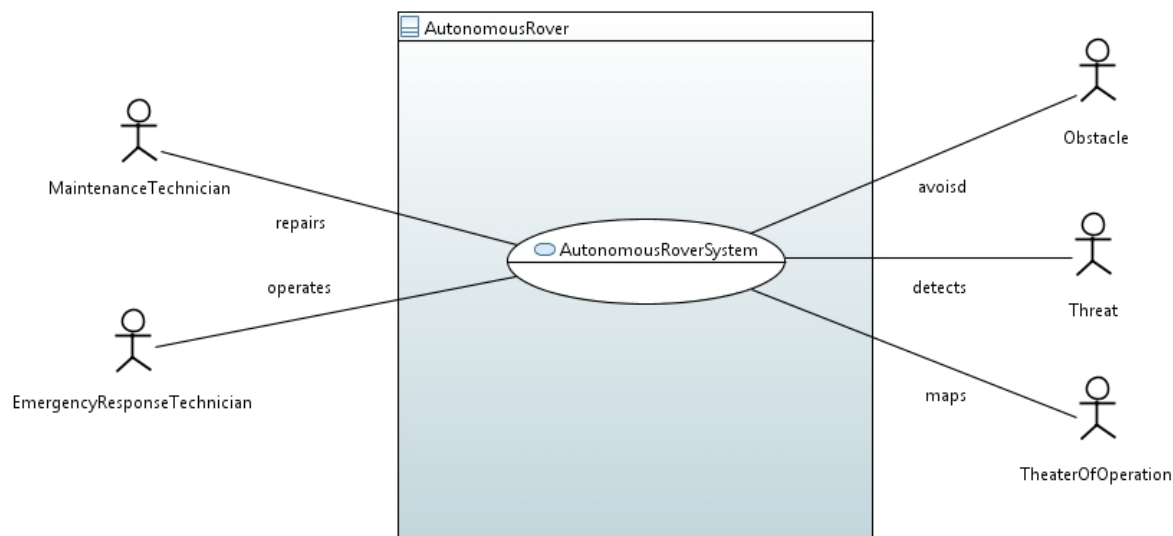 AutonomousRover
Obstacle
MaintenanceTechnician
avoisd
repairs
AutonomousRoverSystem
operates
detects
Threat
EmergencyResponseTechnician
maps
TheaterOfOperation